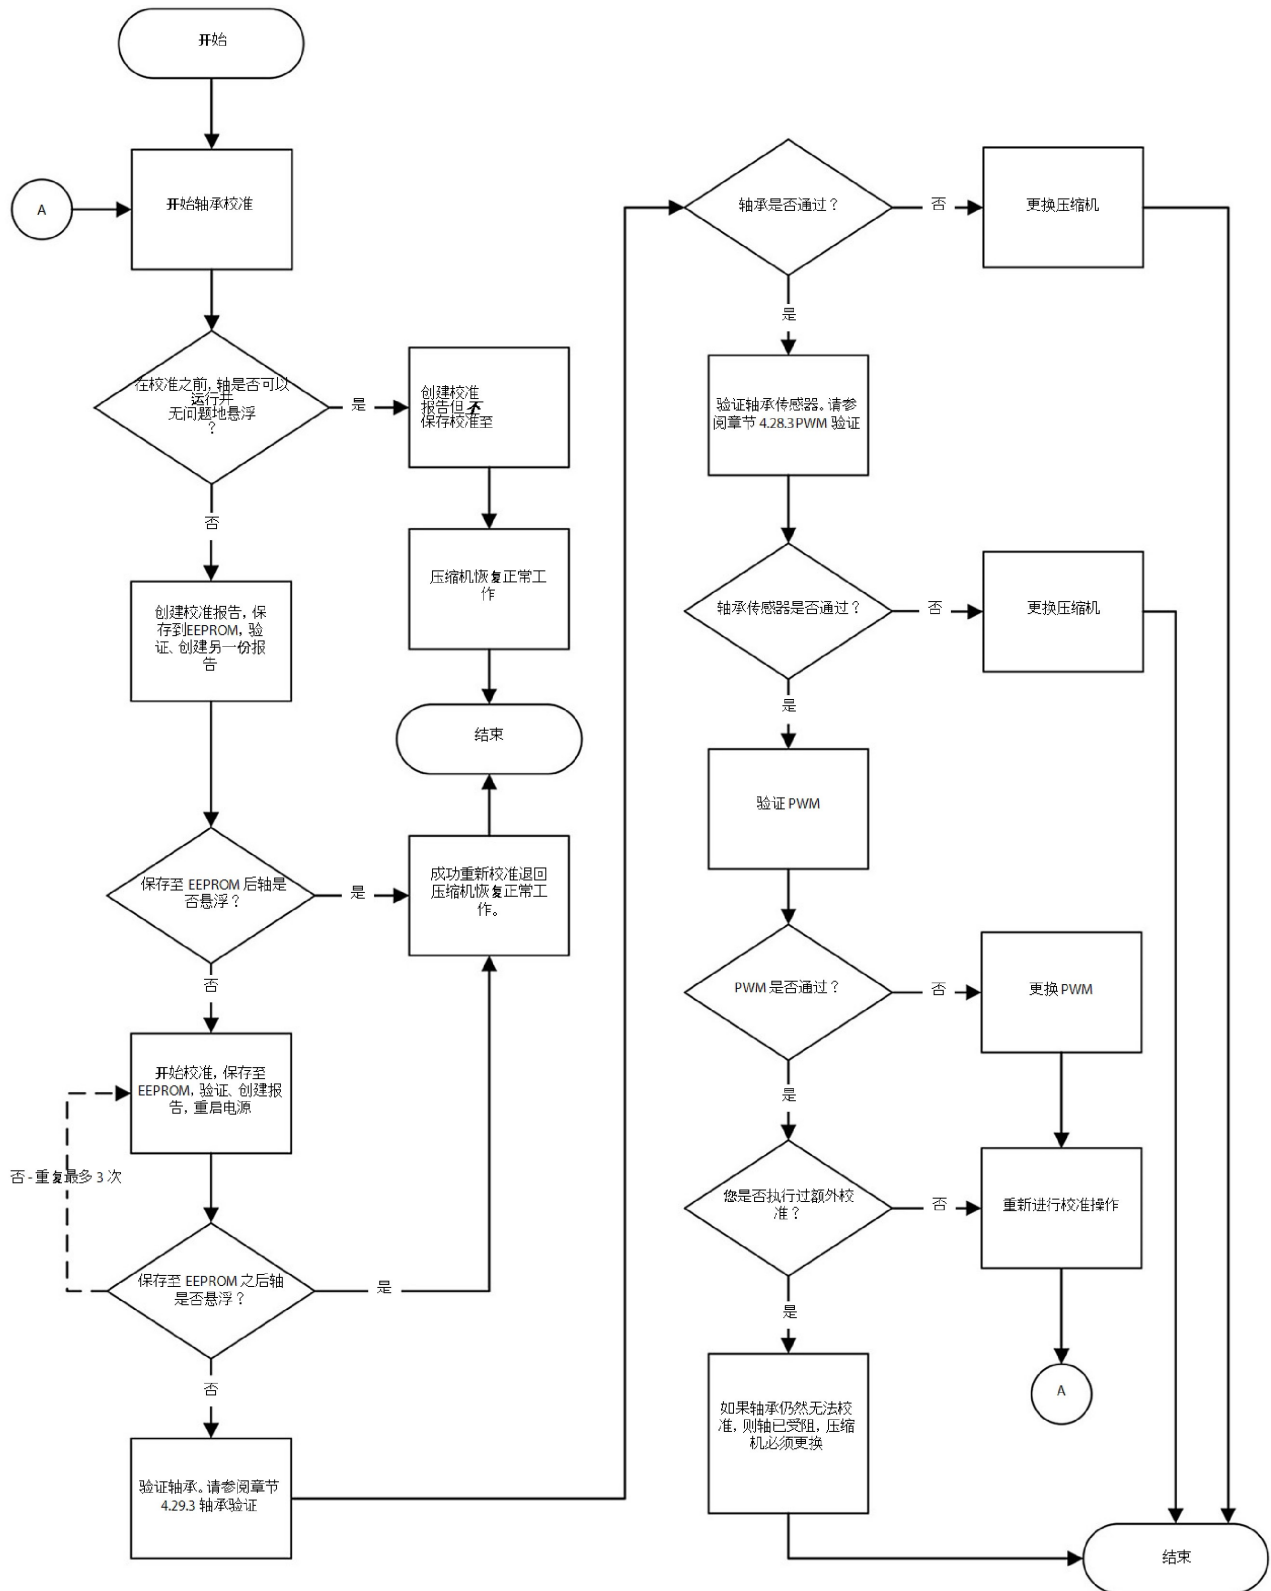 开始
A
开始轴承校准
在校准之前,轴是否可以
运行并
无问题地悬浮
?
是
创建校准
报告但不
保存校准至
否
压缩机恢复正常工
作
创建校准报告,保
存到EEPROM,验
证、创建另一份报
告
结束
保存至 EEPROM 后轴是
否悬浮?
是
成功重新校准退回
压缩机恢复正常工
作。
否
开始校准,保存至
EEPROM,验证、创建报
告,重启电源
否-重复最多 3 次
保存至 EEPROM 之后轴
是否悬浮?
是
否
验证轴承。请参阅章节
4.29.3 轴承验证
轴承是否通过?
否
更换压缩机
是
验证轴承传感器。请参
阅章节 4.28.3PWM 验证
轴承传感器是否通过?
否
更换压缩机
是
验证 PWM
PWM 是否通过?
否
更换 PWM
是
您是否执行过额外校
准?
否
重新进行校准操作
是
A
如果轴承仍然无法校
准,则轴已受阻,压缩
机必须更换
结束